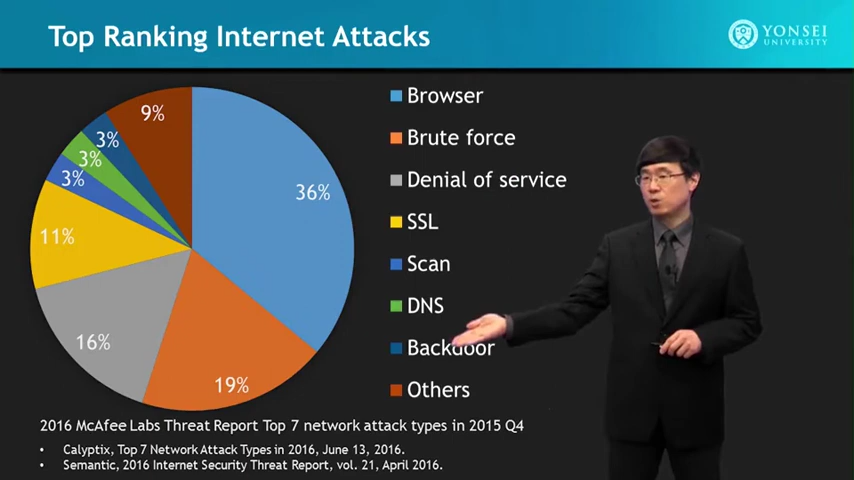 Top Ranking Internet Attacks
YONSEI
UNIVERSITY
9%
3%
3%
3%
11%
16%
19%
36%
Browser
Brute force
Denial of service
SSL
Scan
DNS
Backdoor
Others
2016 McAfee Labs Threat Report Top 7 network attack types in 2015 Q4
• Calyptix, Top 7 Network Attack Types in 2016, June 13, 2016.
• Semantic, 2016 Internet Security Threat Report, vol. 21, April 2016.